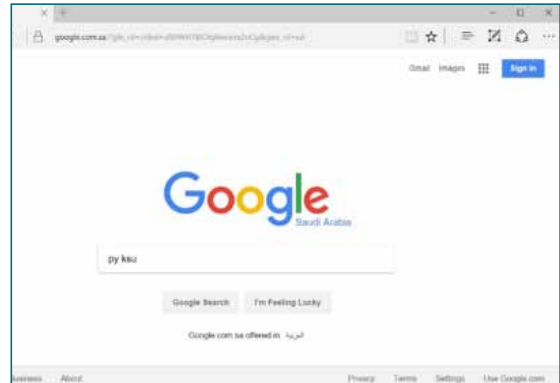 google.com.sa
Gmail Images
Sign in
Google
Saudi Arabia
py ksu
Google Search I'm Feeling Lucky
Google.com.sa offered in العربية
Business About Privacy Terms Settings Use Google.com